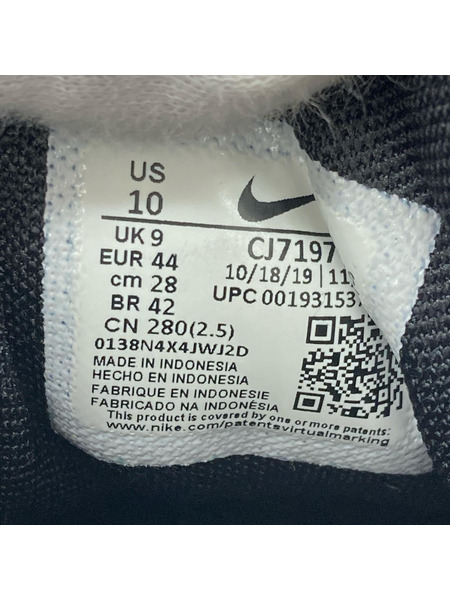 US
10
UK 9
EUR 44
cm 28
BR 42
CN 280(2.5)
0138N4X4JWJ2D
CJ7197
10/18/19 | 11
UPC 00193153
MADE IN INDONESIA
HECHO EN INDONESIA
FABRIQUE EN INDONESIE
FABRICADO NA INDONÉSIA
This product is covered by one or more patents:
www.nike.com/patentsvirtualmarking